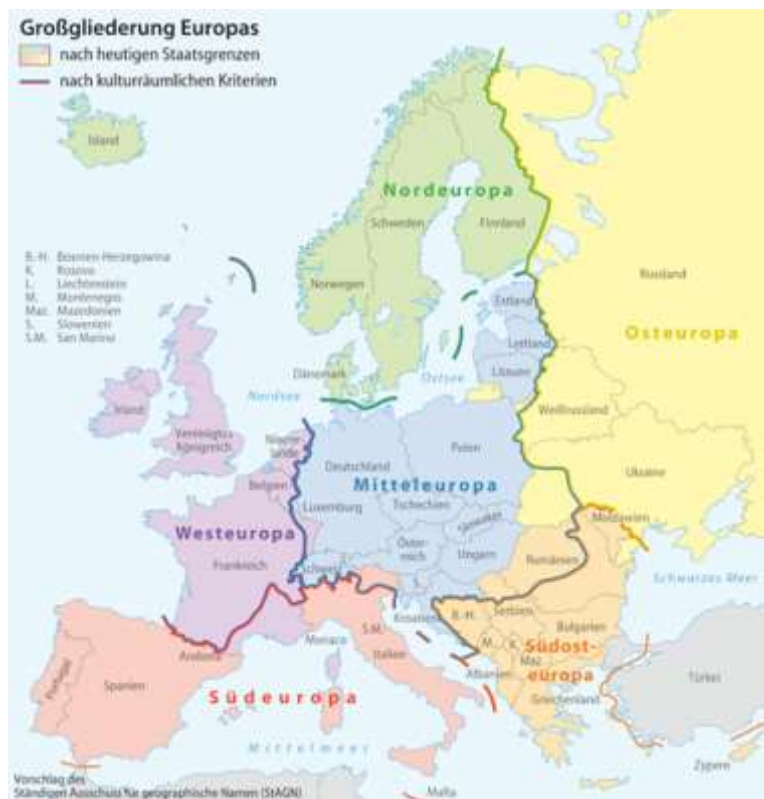 Großgliederung Europas
nach heutigen Staatsgrenzen
nach kulturräumlichen Kriterien
Island
Nordeuropa
Schweden
Finnland
Norwegen
B.-H. Bosnien-Herzegowina
K. Kosovo
L. Liechtenstein
M. Montenegro
Maz. Mazedonien
S. Slowenien
S.M. San Marino
Russland
Estland
Osteuropa
Lettland
Litauen
Dänemark
Ostsee
Nordsee
Irland
Vereinigtes
Königreich
Weißrussland
Niederlande
Belgien
Deutschland
Polen
Ukraine
Mitteleuropa
Luxemburg
Tschechien
Slowakei
Moldawien
Westeuropa
Frankreich
Öster-
reich
Ungarn
Schweiz
Rumänien
Schwarzes Meer
Kroatien
B.-H.
Serbien
Bulgarien
S.M.
Monaco
Italien
M.
K.
Maz.
Südost-
europa
Andorra
Albanien
Portugal
Spanien
Südeuropa
Griechenland
Türkei
Mittelmeer
Zypern
Malta
Vorschlag des
Ständigen Ausschuss für geographische Namen (StAGN)